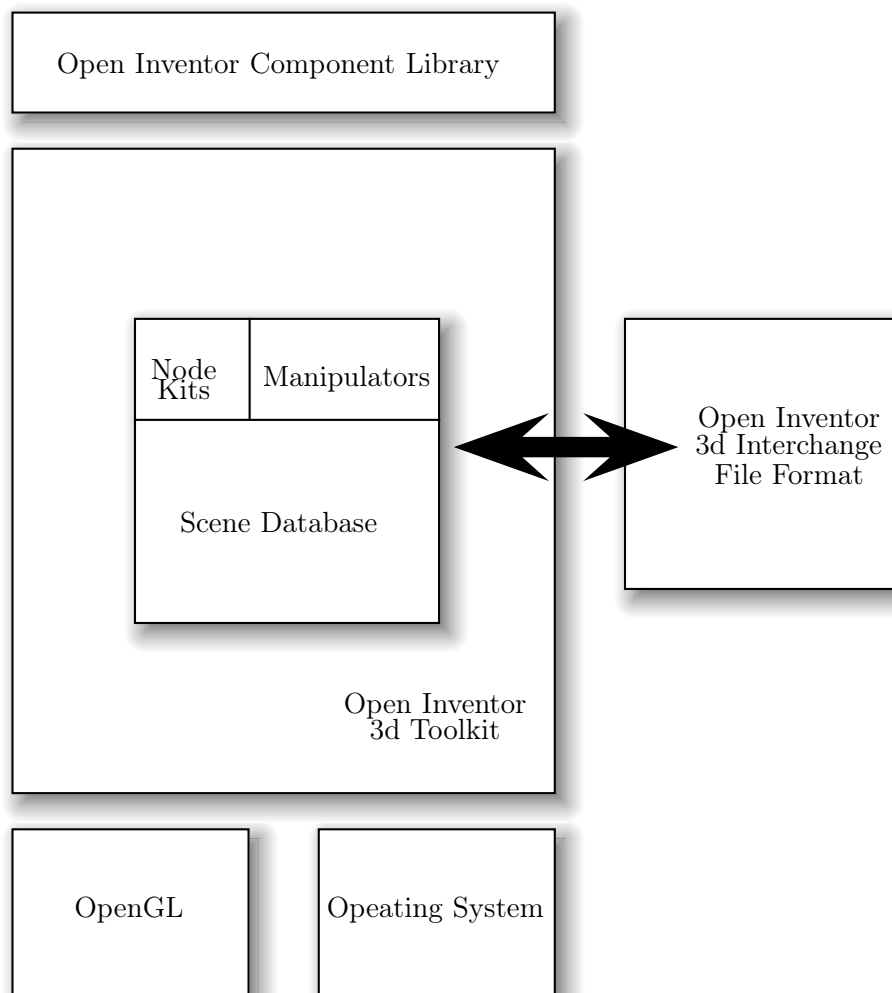 Open Inventor Component Library
Node
Kits
Manipulators
Scene Database
Open Inventor
3d Interchange
File Format
Open Inventor
3d Toolkit
OpenGL
Opeating System